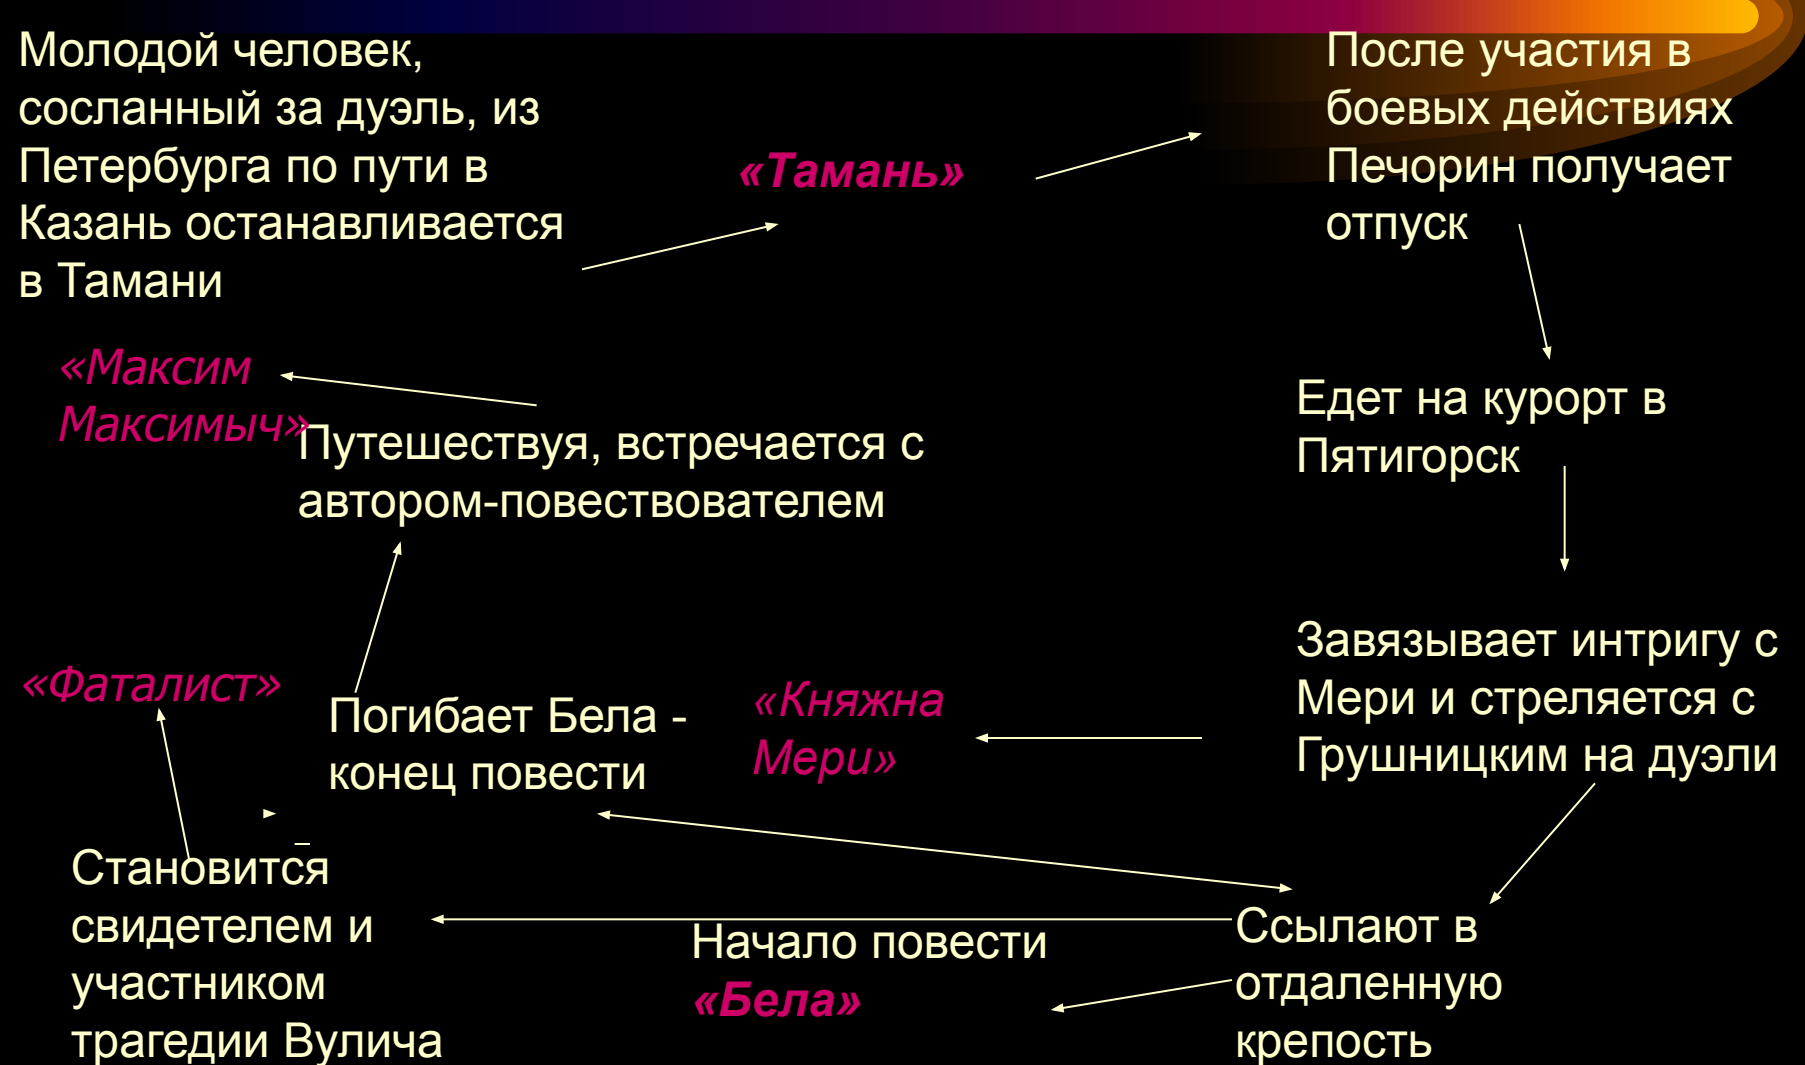 Молодой человек,
сосланный за дуэль, из
Петербурга по пути в
Казань останавливается
в Тамани
«Тамань»
После участия в
боевых действиях
Печорин получает
отпуск
«Максим
Максимыч»
Путешествуя, встречается с
автором-повествователем
Едет на курорт в
Пятигорск
«Фаталист»
Погибает Бела -
конец повести
«Княжна
Мери»
Завязывает интригу с
Мери и стреляется с
Грушницким на дуэли
Становится
свидетелем и
участником
трагедии Вулича
Начало повести
«Бела»
Ссылают в
отдаленную
крепость